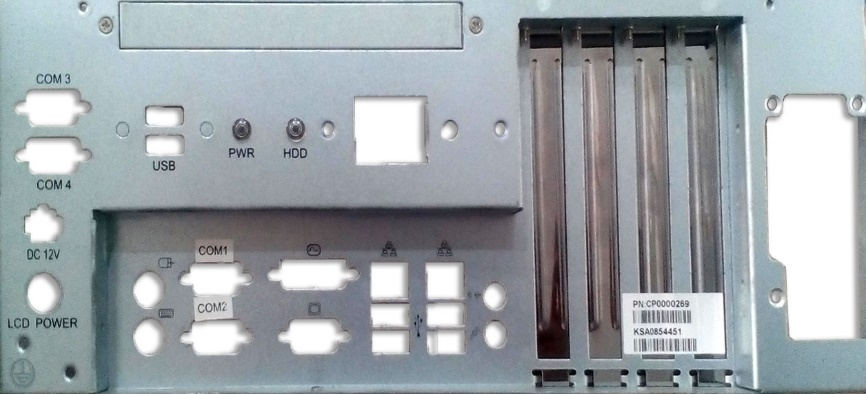 COM 3
COM 4
USB
PWR
HDD
DC 12V
LCD POWER
COM1
COM2
PN:CP0000269
KSA0854451